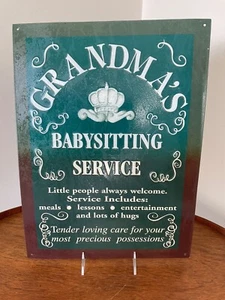 GRANDMA'S
BABYSITTING
SERVICE
Little people always welcome.
Service Includes:
meals • lessons • entertainment
and lots of hugs
Tender loving care for your
most precious possessions